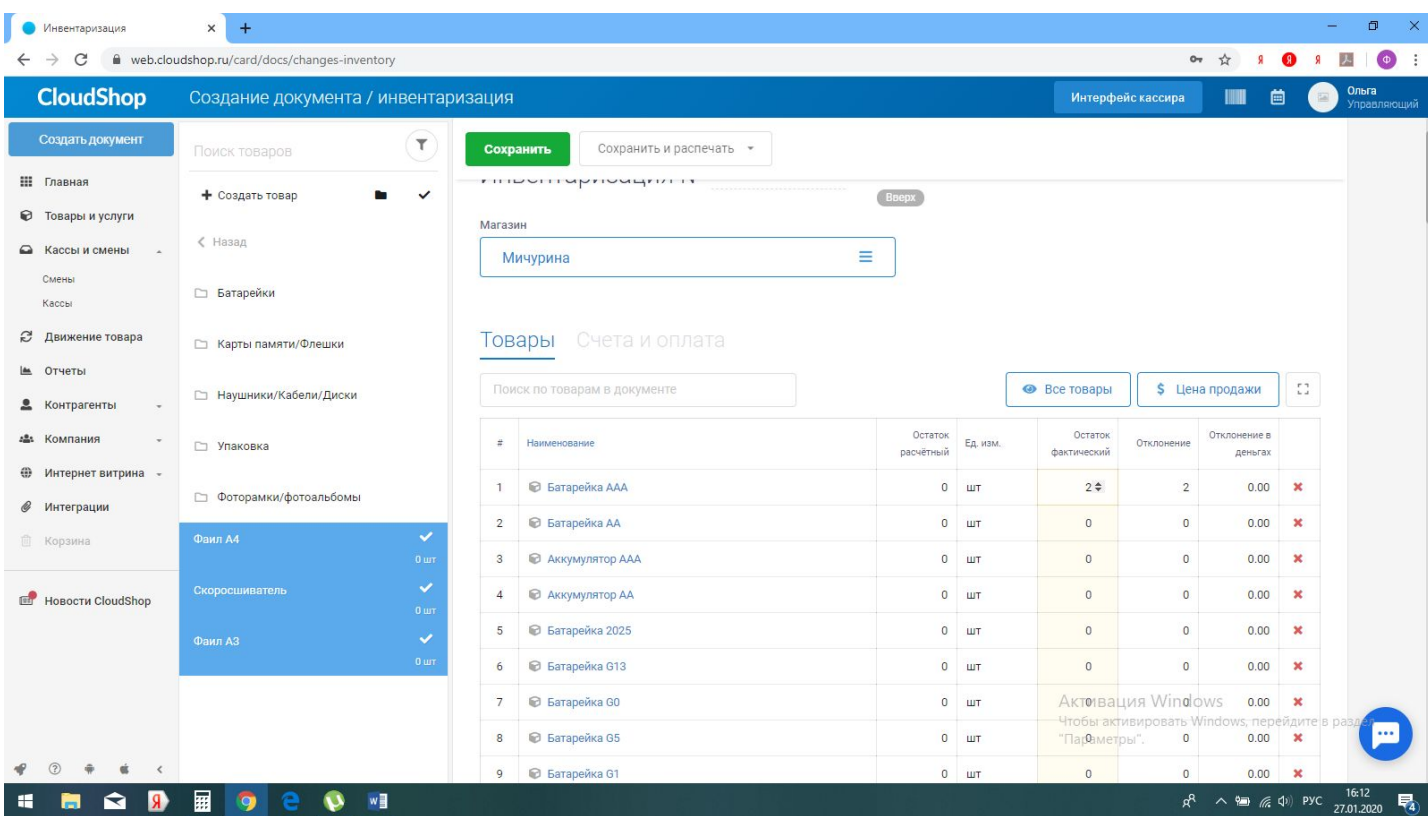 Инвентаризация
web.cloudshop.ru/card/docs/changes-inventory
CloudShop
Создание документа / инвентаризация
Интерфейс кассира
Ольга
Управляющий
Создать документ
Главная
Товары и услуги
Кассы и смены
Смены
Кассы
Движение товара
Отчеты
Контрагенты
Компания
Интернет витрина
Интеграции
Корзина
Новости CloudShop
Поиск товаров
Создать товар
Назад
Батарейки
Карты памяти/Флешки
Наушники/Кабели/Диски
Упаковка
Фоторамки/фотоальбомы
Фаил А4
0 шт
Скоросшиватель
0 шт
Фаил А3
0 шт
Сохранить
Сохранить и распечать
Инвентаризация N
Вверх
Магазин
Мичурина
Товары Счета и оплата
Поиск по товарам в документе
Все товары
$ Цена продажи
# Наименование Остаток расчётный Ед. изм. Остаток фактический Отклонение Отклонение в деньгах
1 Батарейка ААА 0 шт 2 2 0.00
2 Батарейка АА 0 шт 0 0 0.00
3 Аккумулятор ААА 0 шт 0 0 0.00
4 Аккумулятор АА 0 шт 0 0 0.00
5 Батарейка 2025 0 шт 0 0 0.00
6 Батарейка G13 0 шт 0 0 0.00
7 Батарейка G0 0 шт 0 0 0.00
8 Батарейка G5 0 шт 0 0 0.00
9 Батарейка G1 0 шт 0 0 0.00
Активация Windows
Чтобы активировать Windows, перейдите в раздел
"Параметры".
РУС
16:12
27.01.2020
4